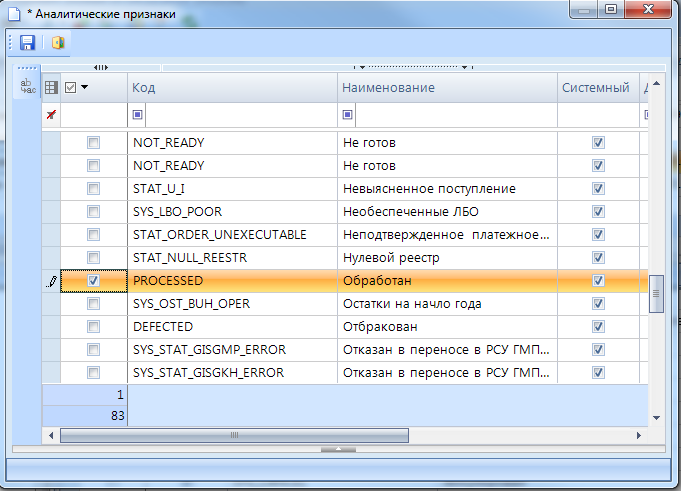 * Аналитические признаки
ab
ac
Код Наименование Системный
NOT_READY Не готов
NOT_READY Не готов
STAT_U_I Невыясненное поступление
SYS_LBO_POOR Необеспеченные ЛБО
STAT_ORDER_UNEXECUTABLE Неподтвержденное платежное...
STAT_NULL_REESTR Нулевой реестр
PROCESSED Обработан
SYS_OST_BUH_OPER Остатки на начло года
DEFECTED Отбракован
SYS_STAT_GISGMP_ERROR Отказан в переносе в РСУ ГМП...
SYS_STAT_GISGKH_ERROR Отказан в переносе в РСУ ГМП...
1
83